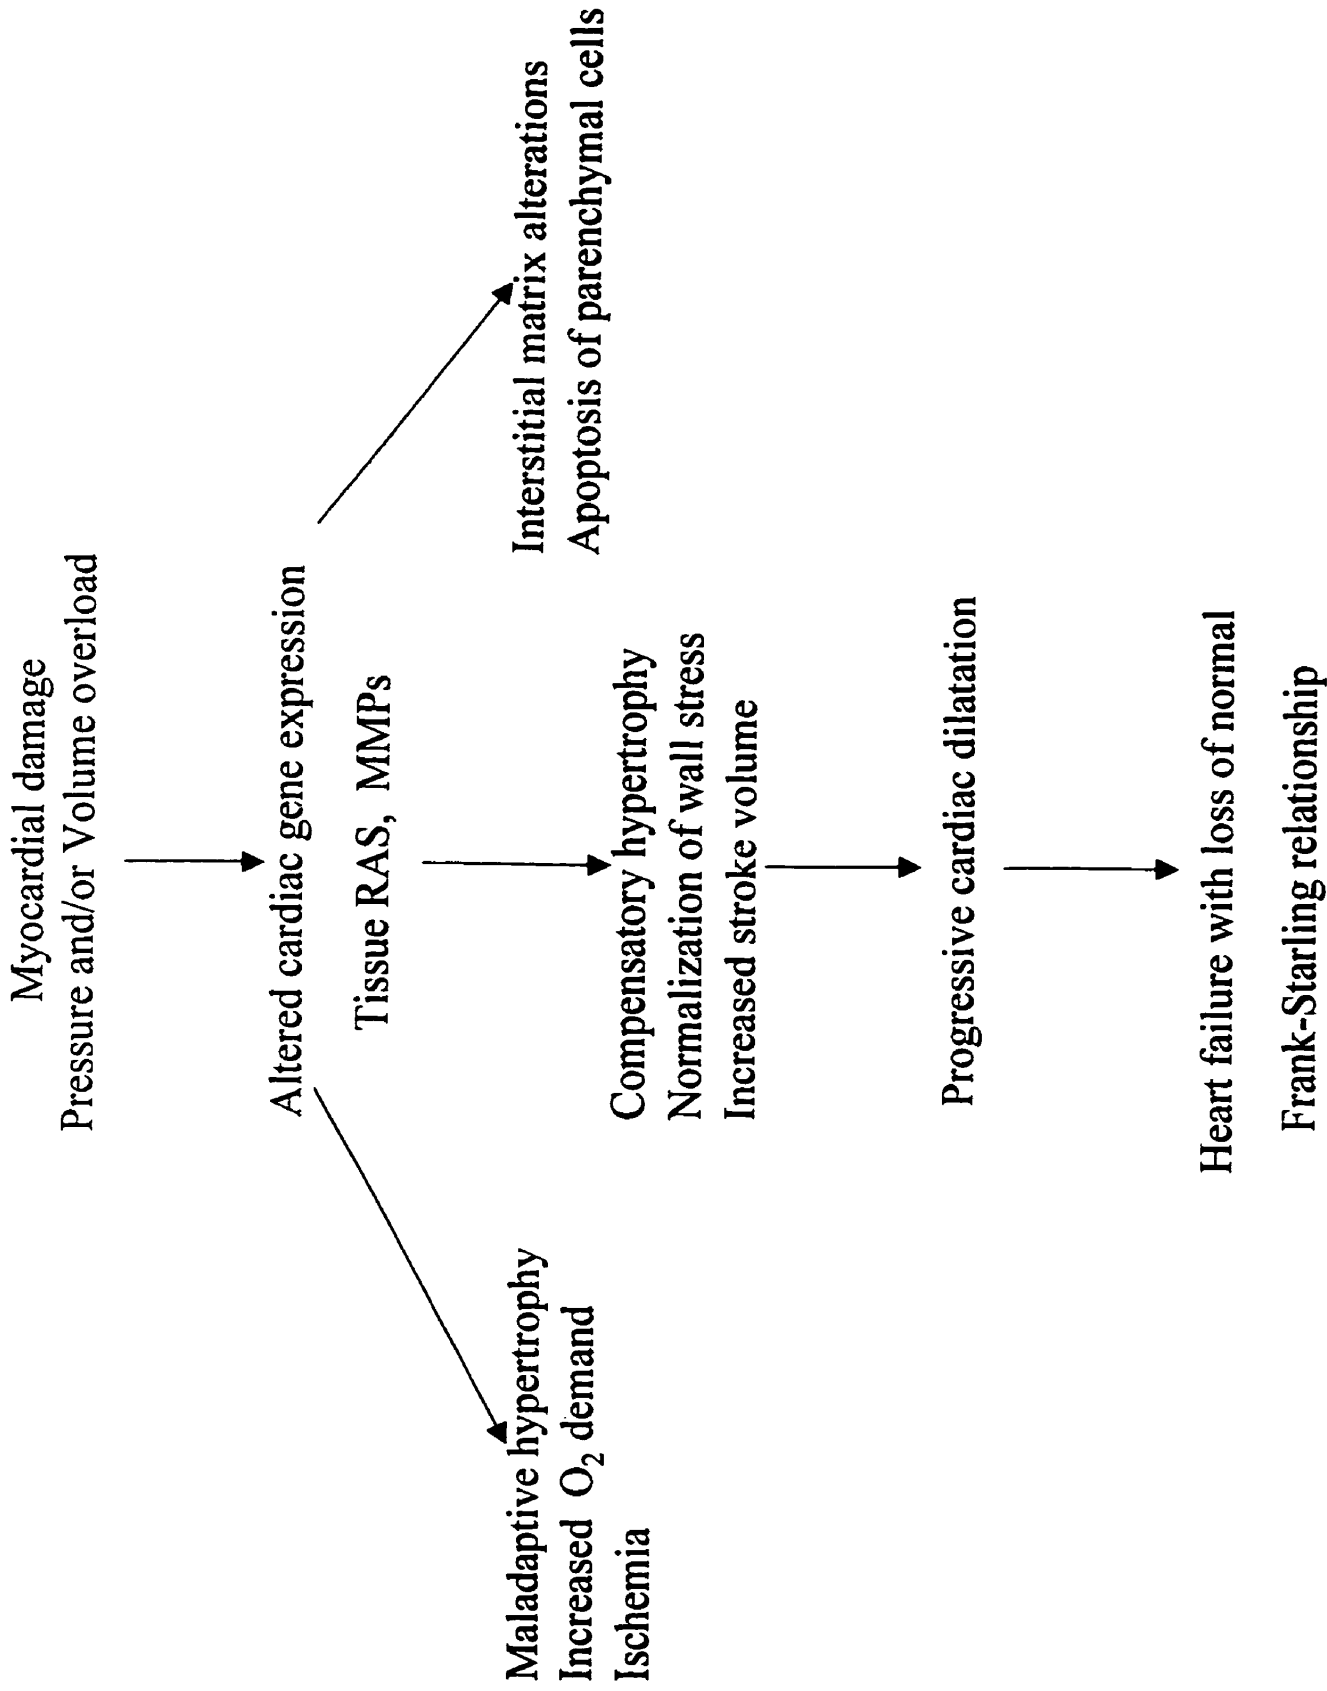 Myocardial damage
Pressure and/or Volume overload
Altered cardiac gene expression
Tissue RAS, MMPs
Maladaptive hypertrophy
Increased O₂ demand
Ischemia
Compensatory hypertrophy
Normalization of wall stress
Increased stroke volume
Interstitial matrix alterations
Apoptosis of parenchymal cells
Progressive cardiac dilatation
Heart failure with loss of normal
Frank-Starling relationship